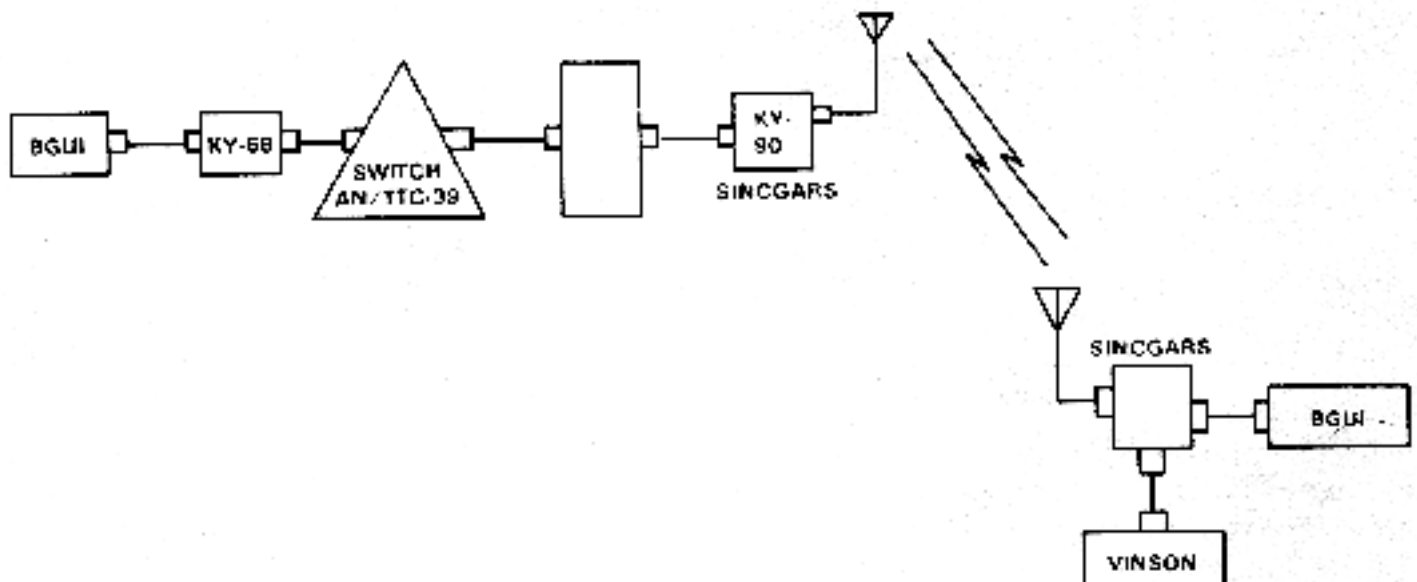 BGUI
KY-68
SWITCH
AN/TTC-39
KY-
90
SINCGARS
SINCGARS
BGUI
VINSON